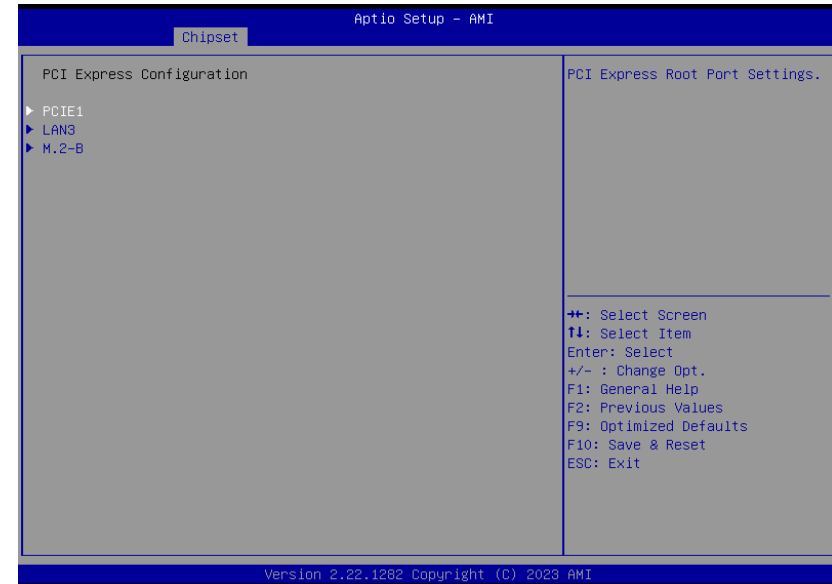 Aptio Setup – AMI
Chipset
PCI Express Configuration
▶ PCIE1
▶ LAN3
▶ M.2-B
PCI Express Root Port Settings.
→←: Select Screen
↑↓: Select Item
Enter: Select
+/- : Change Opt.
F1: General Help
F2: Previous Values
F9: Optimized Defaults
F10: Save & Reset
ESC: Exit
Version 2.22.1282 Copyright (C) 2023 AMI